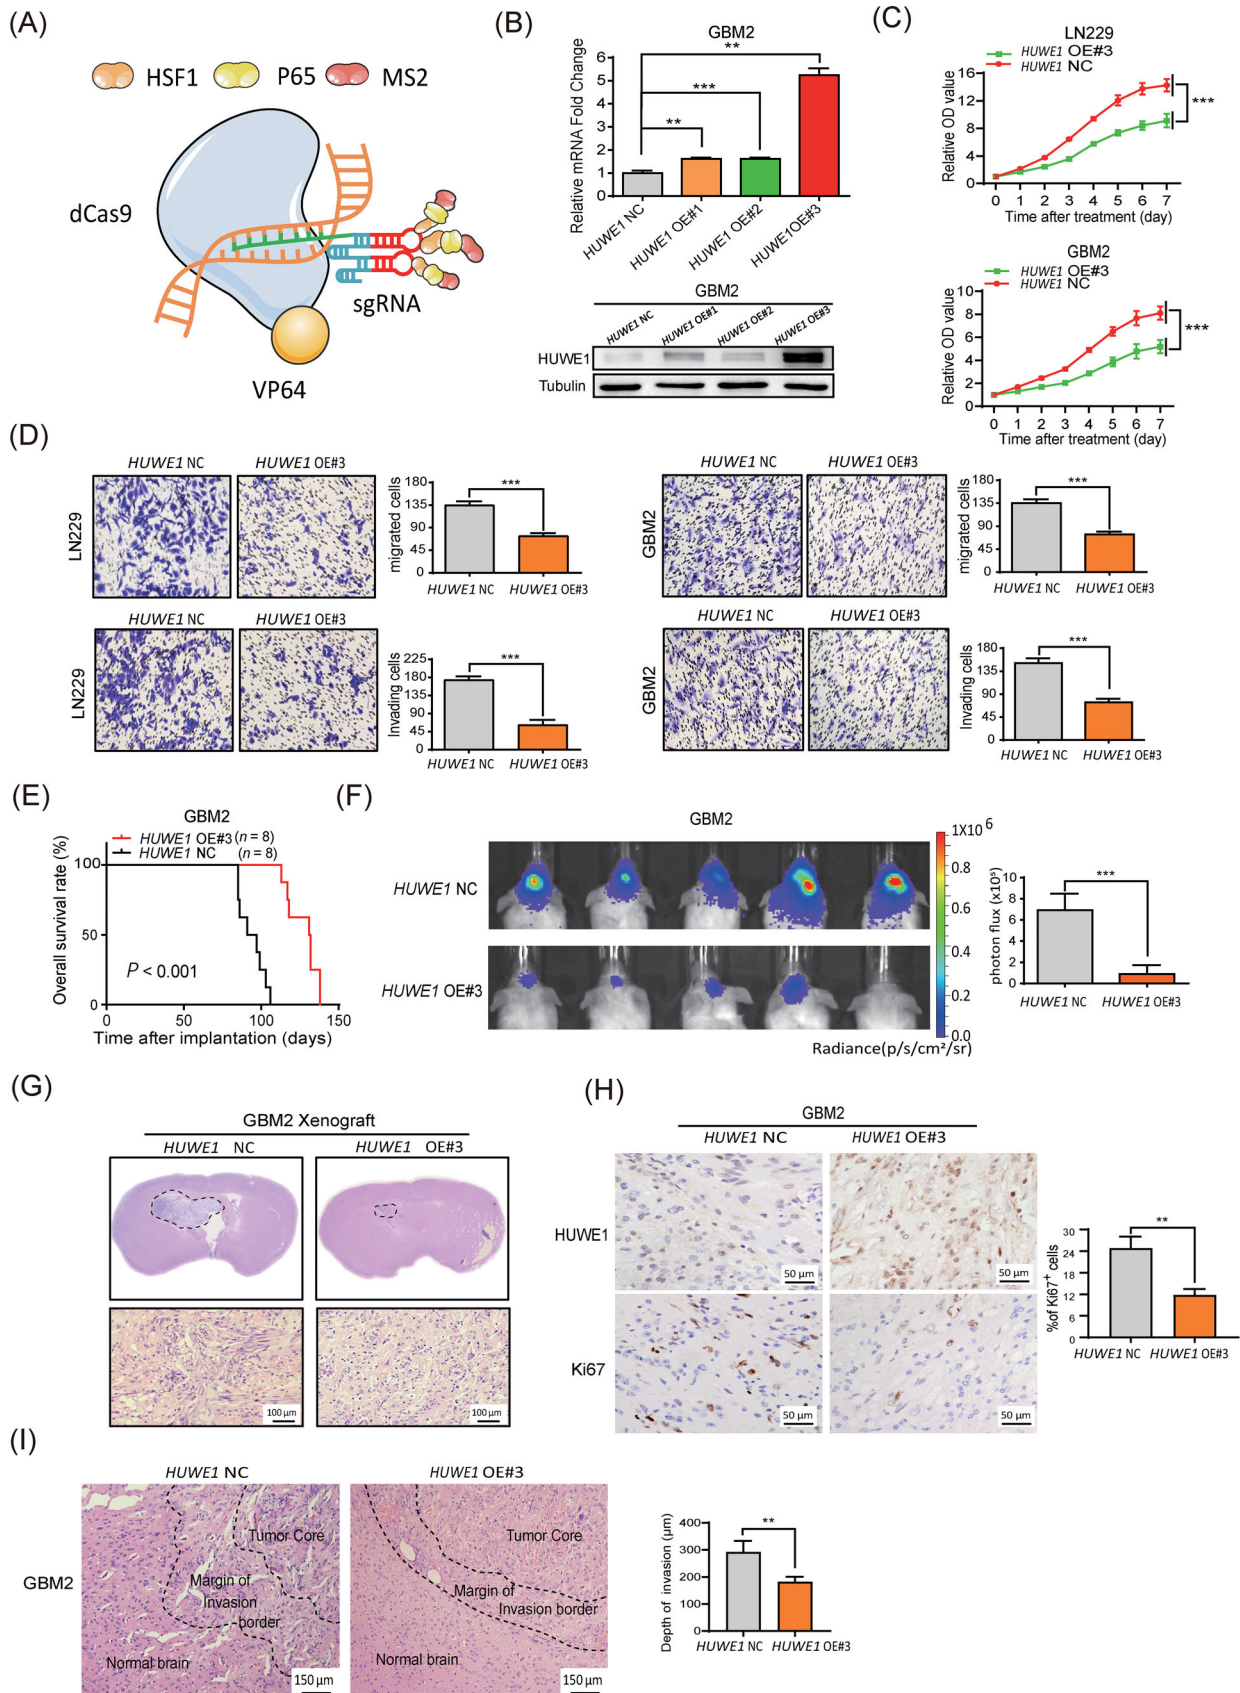 (A)
HSF1 P65 MS2
dCas9
sgRNA
VP64
(B)
GBM2
Relative mRNA Fold Change
6
5
4
3
2
1
0
**
***
**
HUWE1 NC
HUWE1 OE#1
HUWE1 OE#2
HUWE1OE#3
GBM2
HUWE1 NC
HUWE1 OE#1
HUWE1 OE#2
HUWE1 OE#3
HUWE1
Tubulin
(C)
LN229
HUWE1 OE#3
HUWE1 NC
Relative OD value
16
12
8
4
0
***
0 1 2 3 4 5 6 7
Time after treatment (day)
GBM2
HUWE1 OE#3
HUWE1 NC
Relative OD value
10
8
6
4
2
0
***
0 1 2 3 4 5 6 7
Time after treatment (day)
(D)
HUWE1 NC HUWE1 OE#3
LN229
migrated cells
180
135
90
45
0
***
HUWE1 NC HUWE1 OE#3
HUWE1 NC HUWE1 OE#3
GBM2
migrated cells
180
135
90
45
0
***
HUWE1 NC HUWE1 OE#3
HUWE1 NC HUWE1 OE#3
LN229
Invading cells
225
180
135
90
45
0
***
HUWE1 NC HUWE1 OE#3
HUWE1 NC HUWE1 OE#3
GBM2
Invading cells
180
135
90
45
0
***
HUWE1 NC HUWE1 OE#3
(E)
GBM2
HUWE1 OE#3 (n = 8)
HUWE1 NC (n = 8)
Overall survival rate (%)
100
50
0
P < 0.001
0 50 100 150
Time after implantation (days)
(F)
GBM2
HUWE1 NC
HUWE1 OE#3
1X10 6
0.8
0.6
0.4
0.2
0.0
Radiance(p/s/cm²/sr)
photon flux (x10⁵)
10
8
6
4
2
0
***
HUWE1 NC HUWE1 OE#3
(G)
GBM2 Xenograft
HUWE1 NC HUWE1 OE#3
100 μm
100 μm
(H)
GBM2
HUWE1 NC HUWE1 OE#3
HUWE1
50 μm
50 μm
Ki67
50 μm
50 μm
%of Ki67⁺ cells
30
24
18
12
6
0
**
HUWE1 NC HUWE1 OE#3
(I)
HUWE1 NC HUWE1 OE#3
GBM2
Tumor Core
Margin of
Invasion
border
Normal brain
150 μm
Tumor Core
Margin of
Invasion border
Normal brain
150 μm
Depth of invasion (μm)
400
300
200
100
0
**
HUWE1 NC HUWE1 OE#3